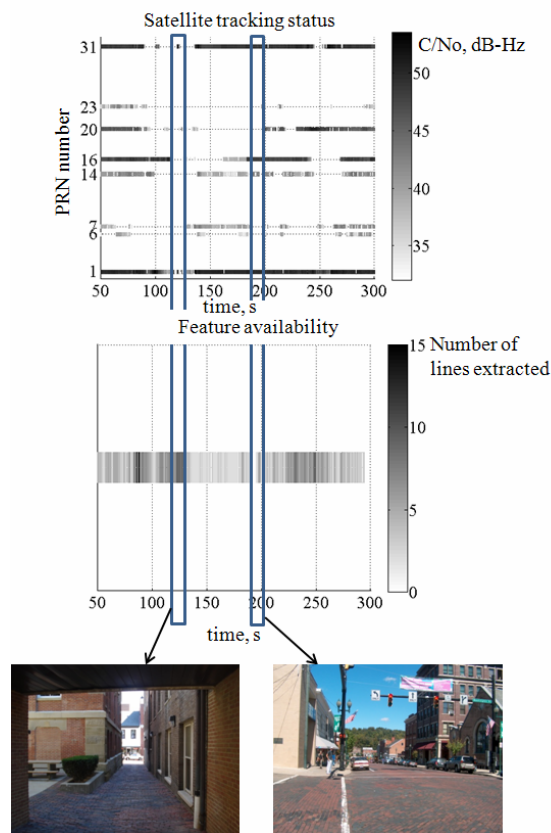 Satellite tracking status
C/No, dB-Hz
PRN number
31
23
20
16
14
7
6
1
50 100 150 200 250 300
time, s
50
45
40
35
Feature availability
Number of
lines extracted
15
10
5
0
50 100 150 200 250 300
time, s